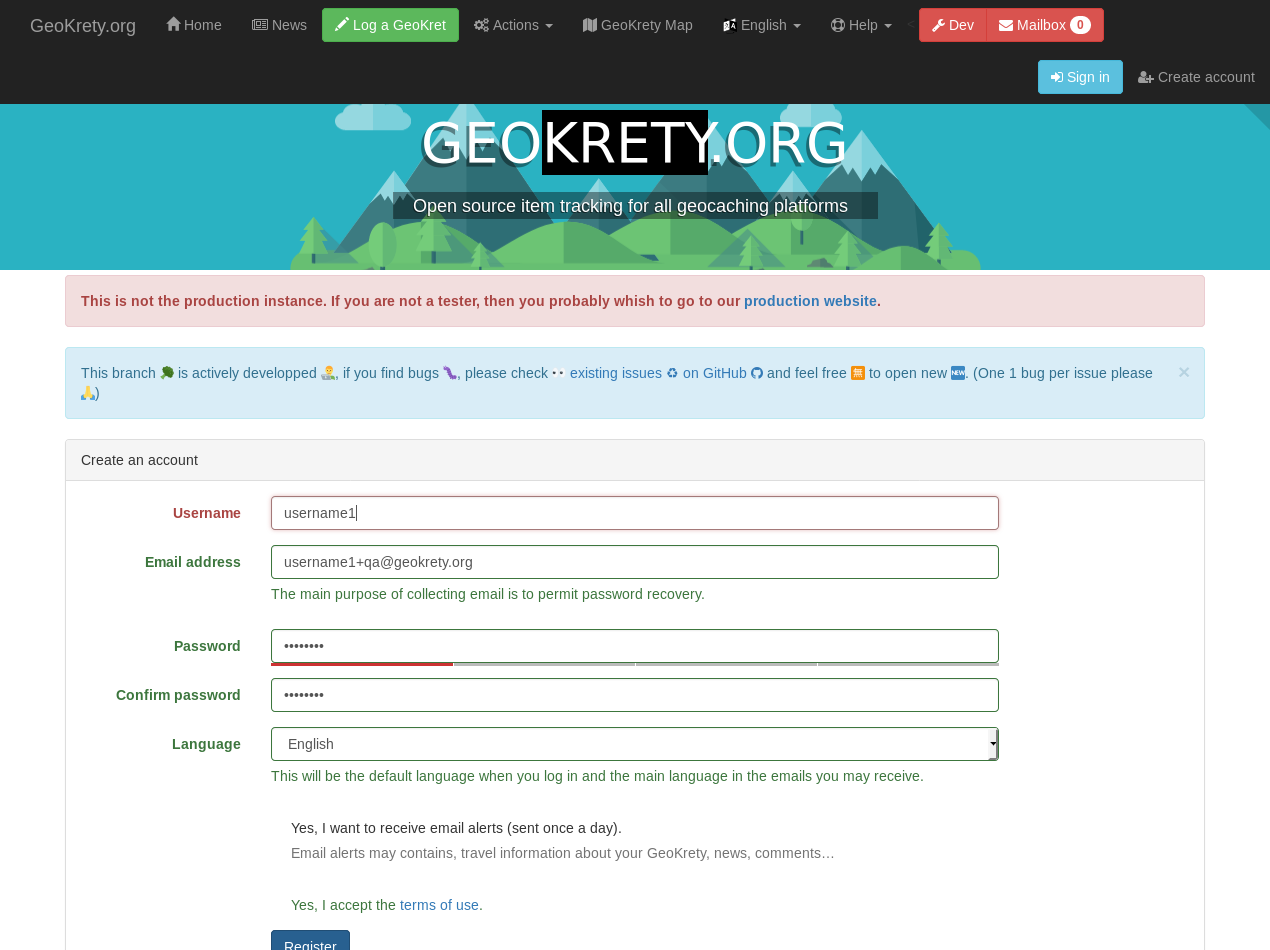 GeoKrety.org Home News Log a GeoKret Actions GeoKrety Map English Help Dev Mailbox 0
Sign in Create account
GEOKRETY.ORG
Open source item tracking for all geocaching platforms
This is not the production instance. If you are not a tester, then you probably whish to go to our production website.
This branch 🌳 is actively developped 👨‍🔬, if you find bugs 🐛, please check 👀 existing issues ♻ on GitHub and feel free 🈚 to open new 🆕. (One 1 bug per issue please
🙏)
×
Create an account
Username username1
Email address username1+qa@geokrety.org
The main purpose of collecting email is to permit password recovery.
Password ••••••••
Confirm password ••••••••
Language English
This will be the default language when you log in and the main language in the emails you may receive.
Yes, I want to receive email alerts (sent once a day).
Email alerts may contains, travel information about your GeoKrety, news, comments…
Yes, I accept the terms of use.
Register